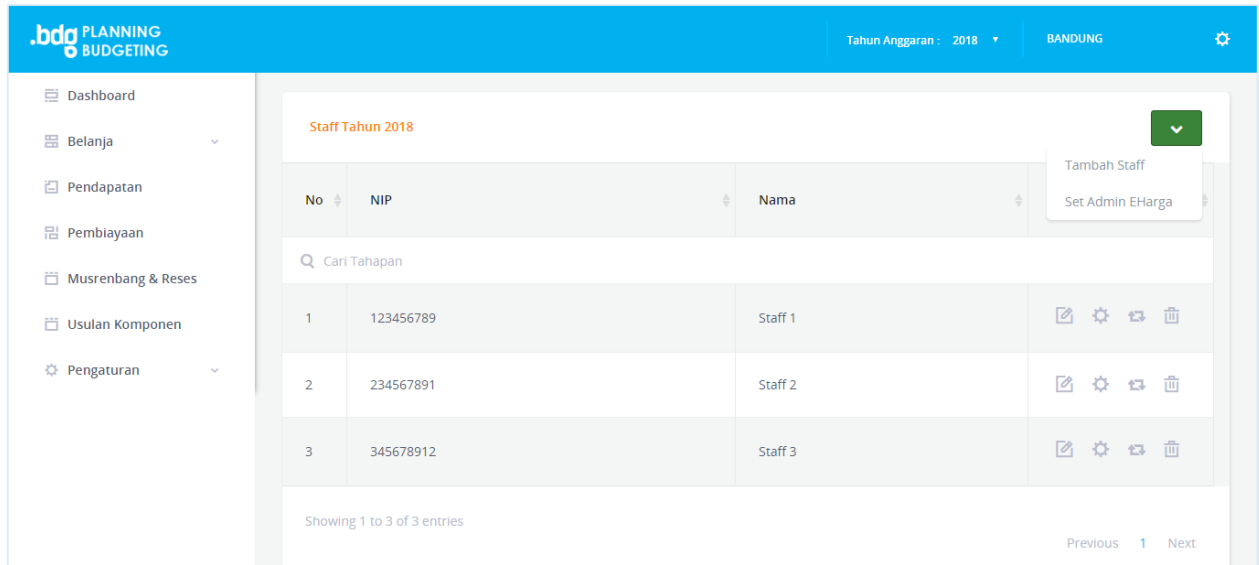 .bdg PLANNING BUDGETING
Tahun Anggaran : 2018
BANDUNG
Dashboard
Belanja
Pendapatan
Pembiayaan
Musrenbang & Reses
Usulan Komponen
Pengaturan
Staff Tahun 2018
Tambah Staff
Set Admin EHarga
No NIP Nama
Cari Tahapan
1 123456789 Staff 1
2 234567891 Staff 2
3 345678912 Staff 3
Showing 1 to 3 of 3 entries
Previous 1 Next